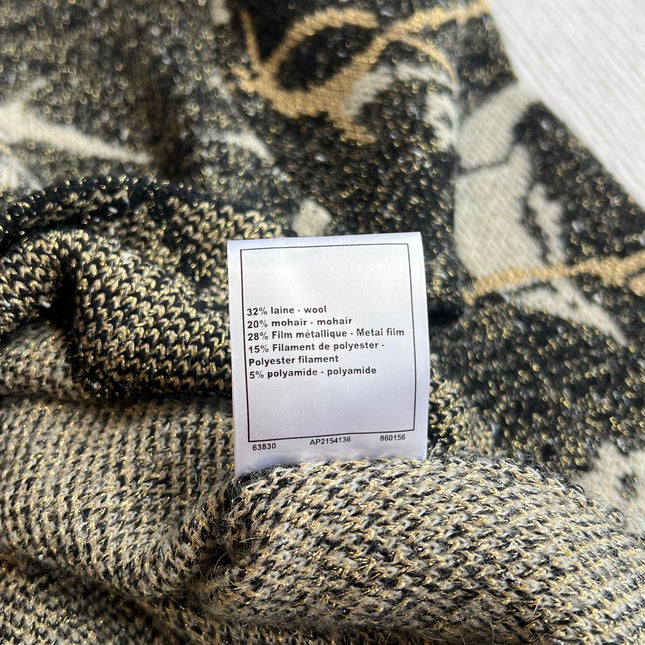 32% laine - wool
20% mohair - mohair
28% Film métallique - Metal film
15% Filament de polyester -
Polyester filament
5% polyamide - polyamide
63830 AP2154136 860156